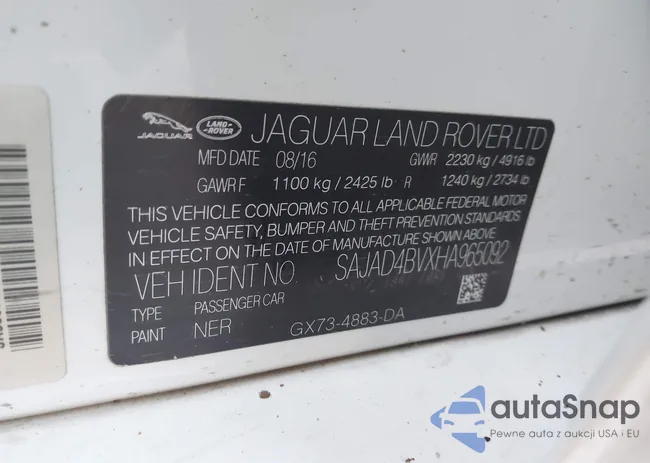 JAGUAR LAND ROVER JAGUAR LAND ROVER LTD
MFD DATE 08/16 GVWR 2230 kg / 4916 lb
GAWR F 1100 kg / 2425 lb R 1240 kg / 2734 lb
THIS VEHICLE CONFORMS TO ALL APPLICABLE FEDERAL MOTOR
VEHICLE SAFETY, BUMPER AND THEFT PREVENTION STANDARDS
IN EFFECT ON THE DATE OF MANUFACTURE SHOWN ABOVE
VEH IDENT NO SAJAD4BVXHA965092
TYPE PASSENGER CAR
PAINT NER GX73-4883-DA
autaSnap
Pewne auta z aukcji USA i EU